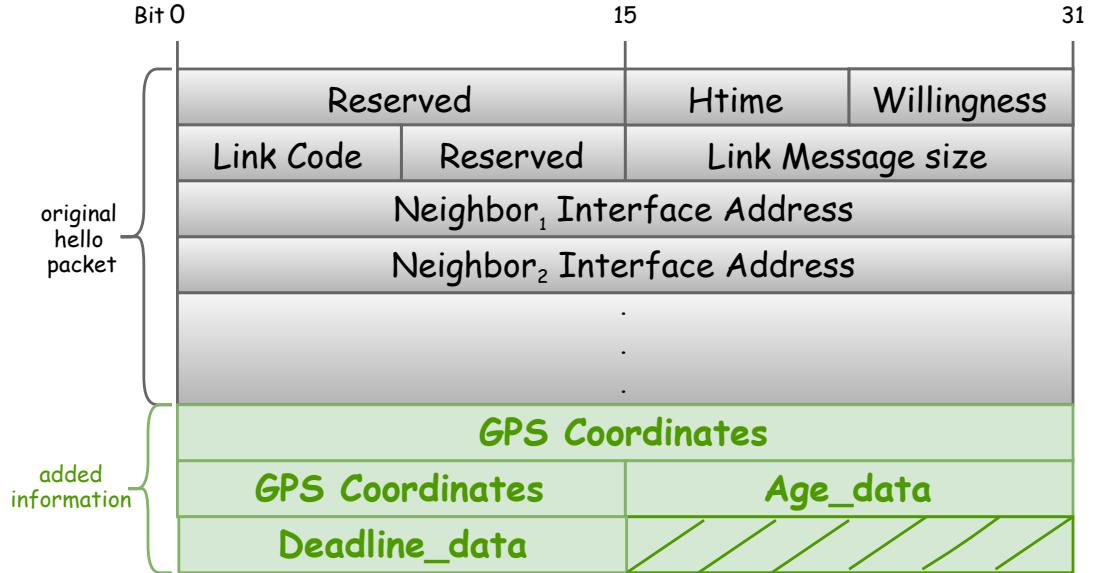 Bit 0 15 31
Reserved Htime Willingness
Link Code Reserved Link Message size
Neighbor₁ Interface Address
original
hello
packet
Neighbor₂ Interface Address
.
.
.
GPS Coordinates
added
information
GPS Coordinates Age_data
Deadline_data